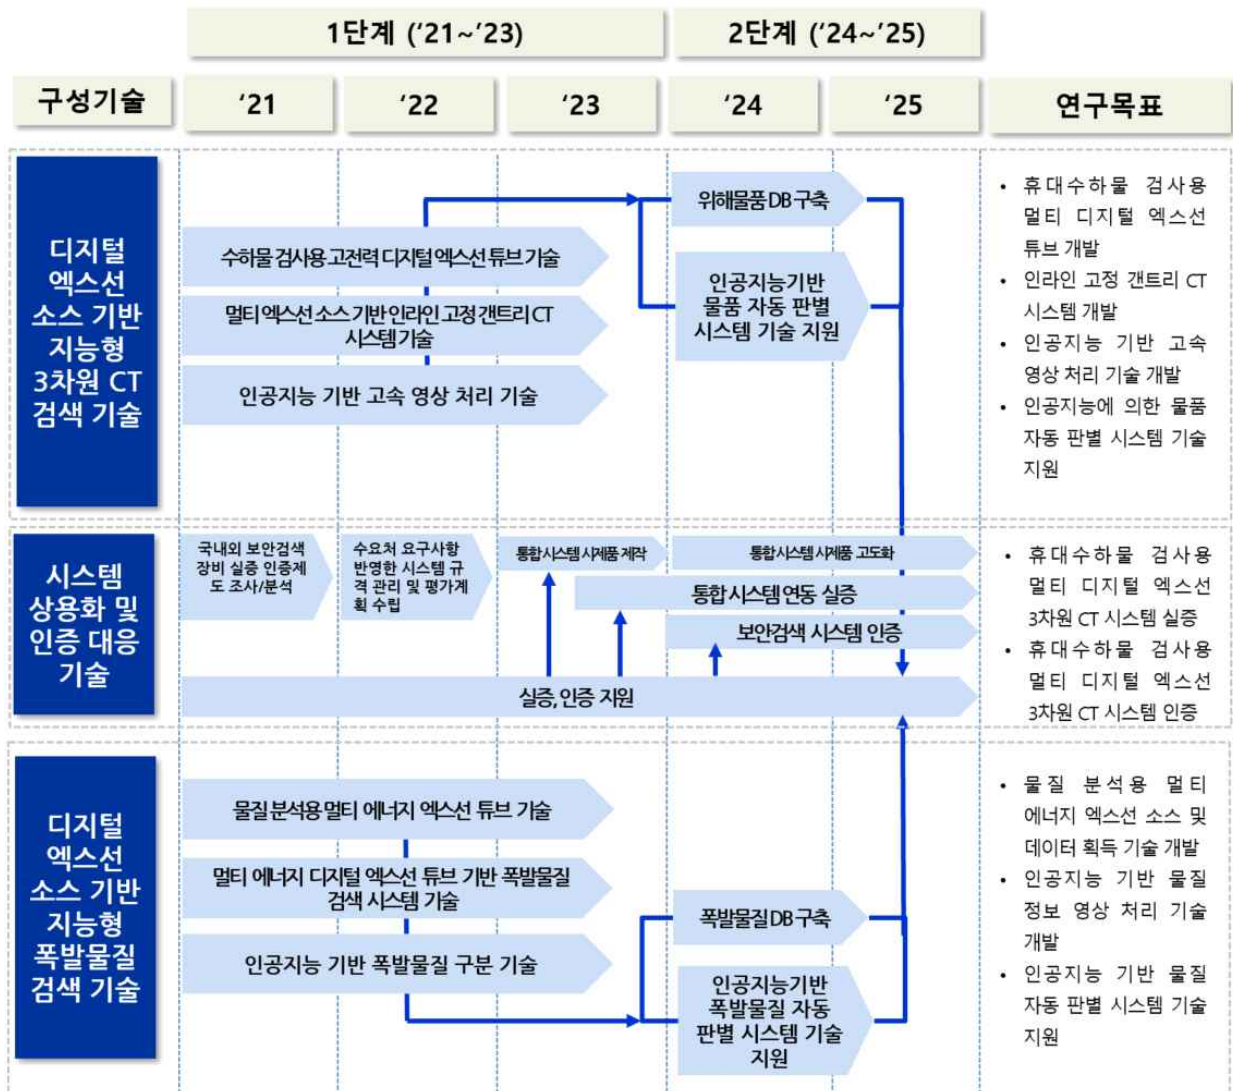 1단계 (‘21~’23)
2단계 (‘24~’25)
구성기술
‘21
‘22
‘23
‘24
‘25
연구목표
디지털
엑스선
소스 기반
지능형
3차원 CT
검색 기술
수하물 검사용 고전력 디지털 엑스선 튜브 기술
멀티 엑스선 소스 기반 인라인 고정 갠트리 CT
시스템 기술
인공지능 기반 고속 영상 처리 기술
위해물품 DB 구축
인공지능기반
물품 자동 판별
시스템 기술 지원
• 휴대수하물 검사용
멀티 디지털 엑스선
튜브 개발
• 인라인 고정 갠트리 CT
시스템 개발
• 인공지능 기반 고속
영상 처리 기술 개발
• 인공지능에 의한 물품
자동 판별 시스템 기술
지원
시스템
상용화 및
인증 대응
기술
국내외 보안검색
장비 실증 인증제
도 조사/분석
수요처 요구사항
반영한 시스템 규
격 관리 및 평가계
획 수립
통합 시스템 시제품 제작
통합시스템 시제품 고도화
통합 시스템 연동 실증
보안검색 시스템 인증
실증, 인증 지원
• 휴대수하물 검사용
멀티 디지털 엑스선
3차원 CT 시스템 실증
• 휴대수하물 검사용
멀티 디지털 엑스선
3차원 CT 시스템 인증
디지털
엑스선
소스 기반
지능형
폭발물질
검색 기술
물질 분석용 멀티 에너지 엑스선 튜브 기술
멀티 에너지 디지털 엑스선 튜브 기반 폭발물질
검색 시스템 기술
인공지능 기반 폭발물질 구분 기술
폭발물질 DB 구축
인공지능기반
폭발물질 자동
판별 시스템 기술
지원
• 물질 분석용 멀티
에너지 엑스선 소스 및
데이터 획득 기술 개발
• 인공지능 기반 물질
정보 영상 처리 기술
개발
• 인공지능 기반 물질
자동 판별 시스템 기술
지원